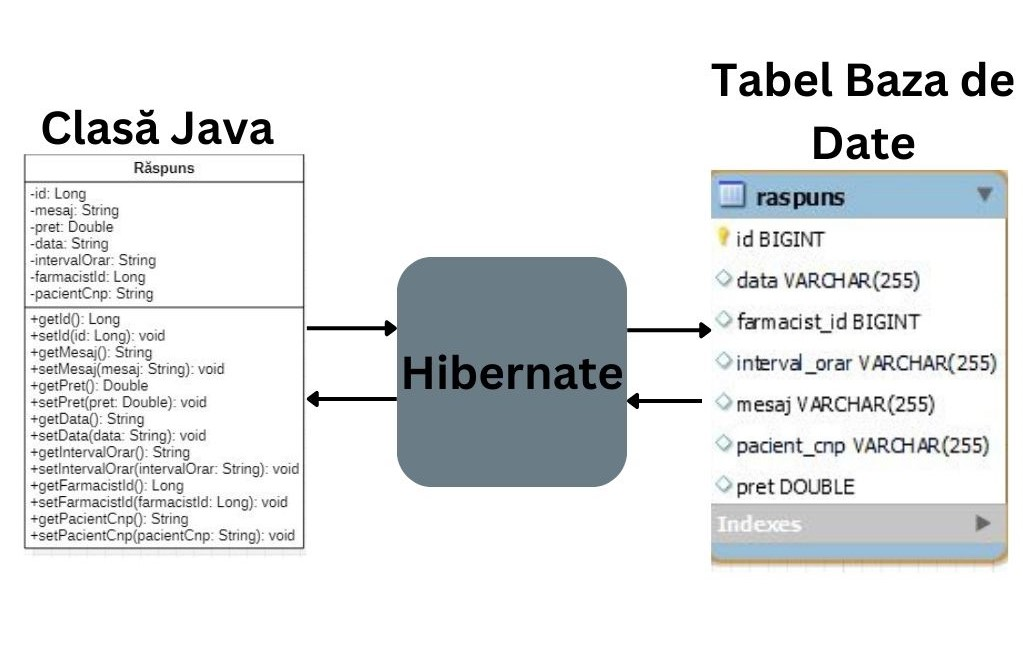 Clasă Java
Răspuns
-id: Long
-mesaj: String
-pret: Double
-data: String
-intervalOrar: String
-farmacistId: Long
-pacientCnp: String
+getId(): Long
+setId(id: Long): void
+getMesaj(): String
+setMesaj(mesaj: String): void
+getPret(): Double
+setPret(pret: Double): void
+getData(): String
+setData(data: String): void
+getIntervalOrar(): String
+setIntervalOrar(intervalOrar: String): void
+getFarmacistId(): Long
+setFarmacistId(farmacistId: Long): void
+getPacientCnp(): String
+setPacientCnp(pacientCnp: String): void
Hibernate
Tabel Baza de
Date
raspuns
id BIGINT
data VARCHAR(255)
farmacist_id BIGINT
interval_orar VARCHAR(255)
mesaj VARCHAR(255)
pacient_cnp VARCHAR(255)
pret DOUBLE
Indexes